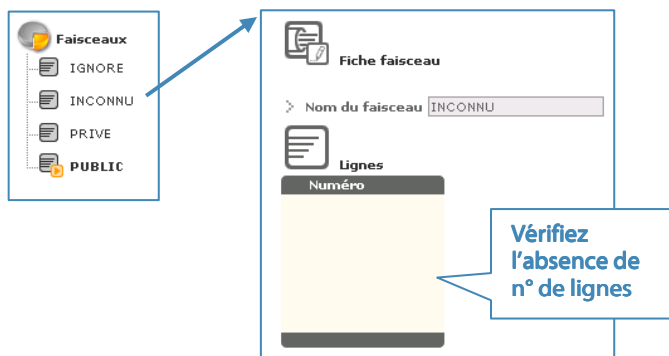 Faisceaux
IGNORE
INCONNU
PRIVE
PUBLIC
Fiche faisceau
> Nom du faisceau INCONNU
Lignes
Numéro
Vérifiez
l'absence de
n° de lignes